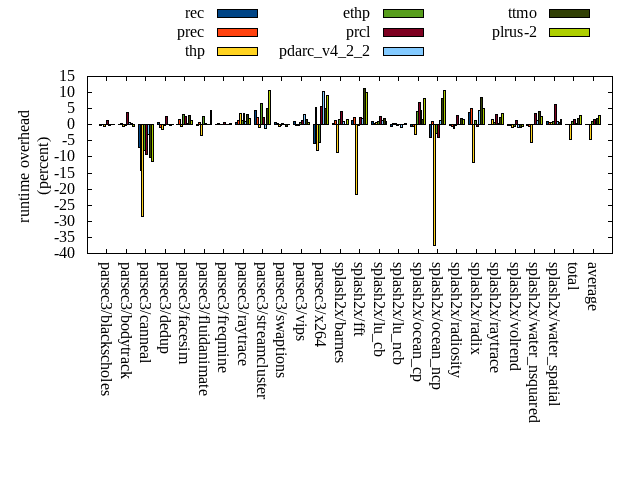 rec
prec
thp
ethp
prcl
pdarc_v4_2_2
ttmo
plrus-2
runtime overhead
(percent)
15
10
5
0
-5
-10
-15
-20
-25
-30
-35
-40
parsec3/blackscholes
parsec3/bodytrack
parsec3/canneal
parsec3/dedup
parsec3/facesim
parsec3/fluidanimate
parsec3/freqmine
parsec3/raytrace
parsec3/streamcluster
parsec3/swaptions
parsec3/vips
parsec3/x264
splash2x/barnes
splash2x/fft
splash2x/lu_cb
splash2x/lu_ncb
splash2x/ocean_cp
splash2x/ocean_ncp
splash2x/radiosity
splash2x/radix
splash2x/raytrace
splash2x/volrend
splash2x/water_nsquared
splash2x/water_spatial
total
average